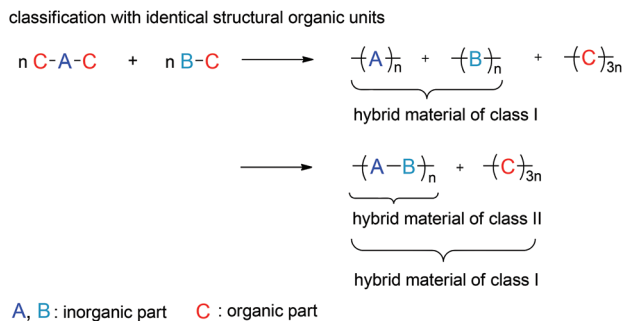 classification with identical structural organic units
n C-A-C + n B-C (A)n + (B)n + (C)3n
hybrid material of class I
(A-B)n + (C)3n
hybrid material of class II
hybrid material of class I
A, B: inorganic part C : organic part